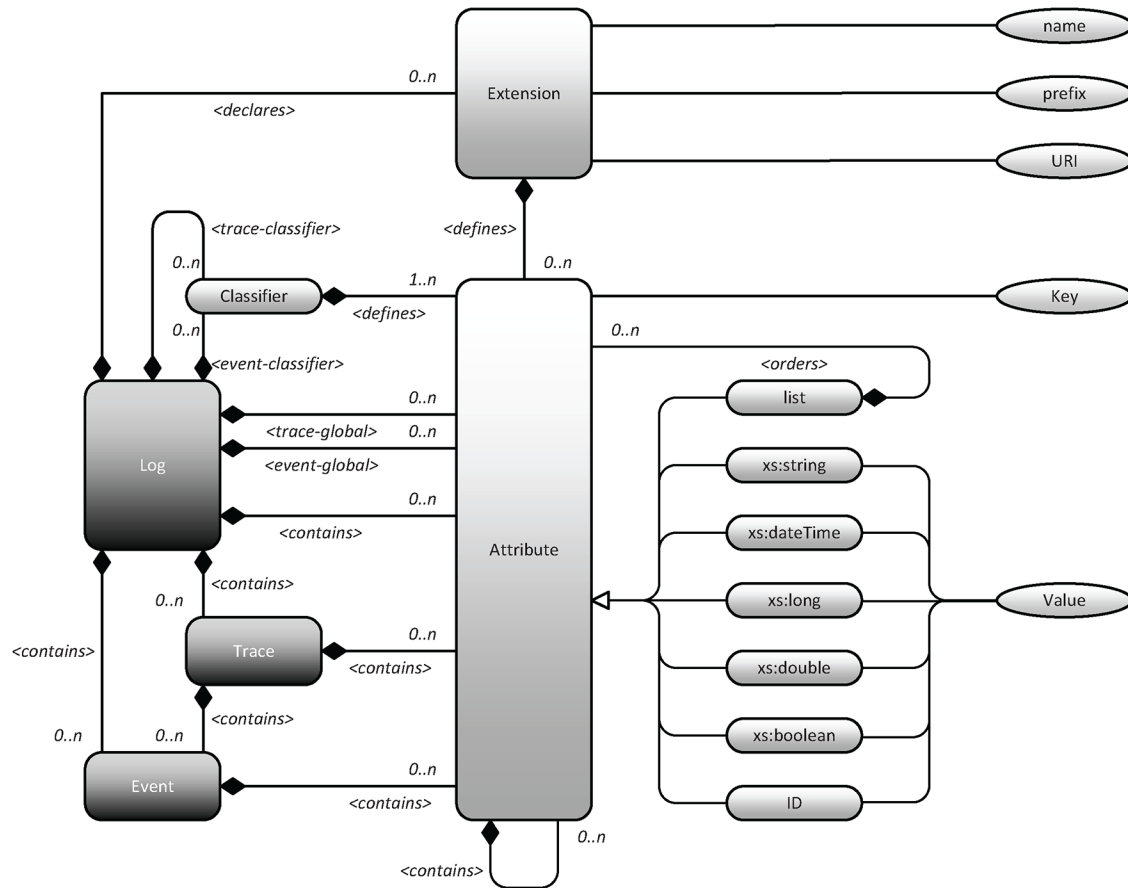 name
0..n
Extension
prefix
<declares>
URI
<trace-classifier>
<defines>
0..n
0..n
1..n
Classifier
Key
<defines>
0..n
0..n
<event-classifier>
<orders>
0..n
list
<trace-global>
0..n
Log
<event-global>
xs:string
0..n
<contains>
xs:dateTime
Attribute
<contains>
0..n
xs:long
Value
0..n
<contains>
Trace
<contains>
xs:double
<contains>
0..n
0..n
xs:boolean
0..n
Event
<contains>
ID
0..n
<contains>